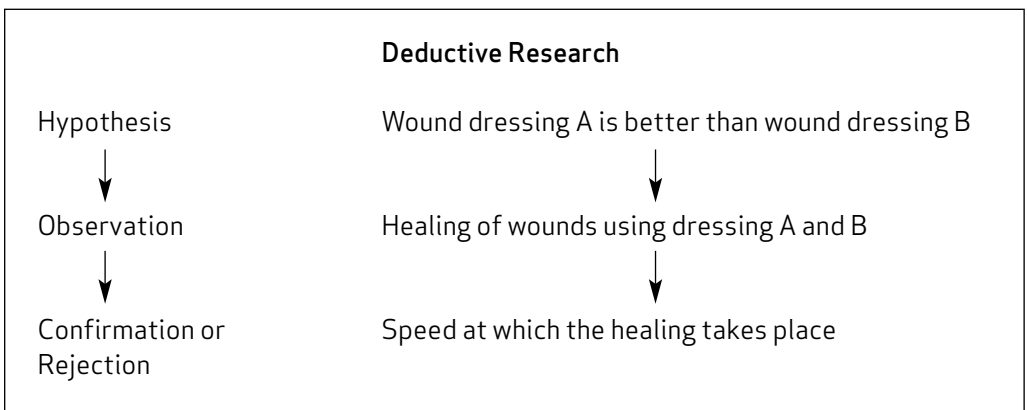 Deductive Research
Hypothesis
Wound dressing A is better than wound dressing B
Observation
Healing of wounds using dressing A and B
Confirmation or
Rejection
Speed at which the healing takes place